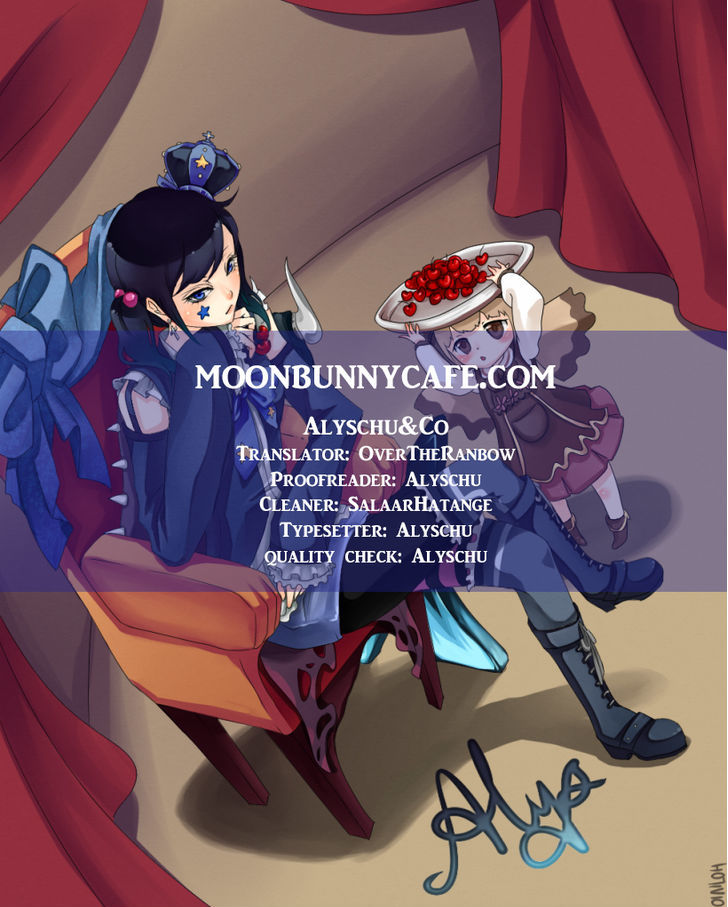 MOONBUNNYCAFE.COM
ALYSCHU&CO
TRANSLATOR: OVERTHERANBOW
PROOFREADER: ALYSCHU
CLEANER: SALAARHATANGE
TYPESETTER: ALYSCHU
QUALITY CHECK: ALYSCHU
Alys